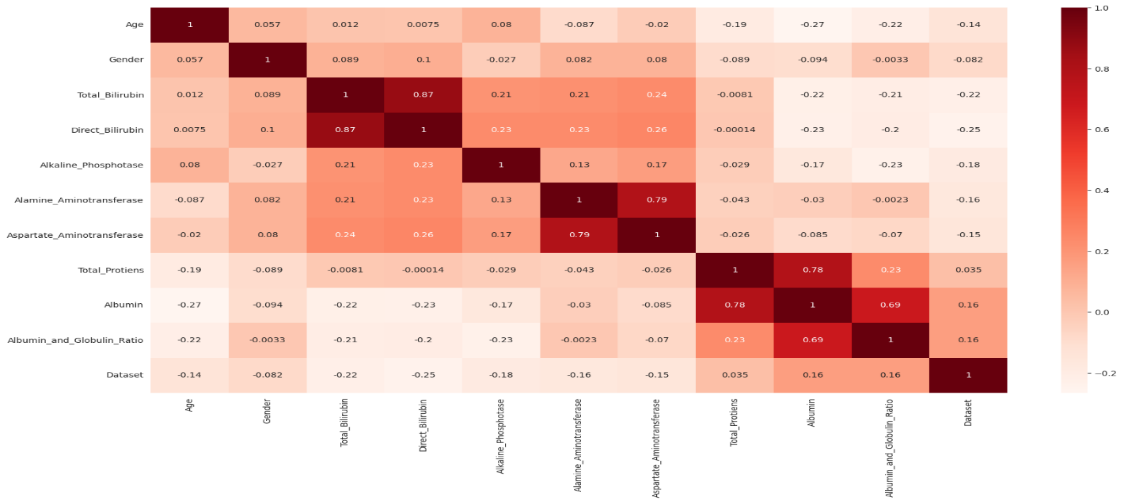 Age 1 0.057 0.012 0.0075 0.08 -0.087 -0.02 -0.19 -0.27 -0.22 -0.14
Gender 0.057 1 0.089 0.1 -0.027 0.082 0.08 -0.089 -0.094 -0.0033 -0.082
Total_Bilirubin 0.012 0.089 1 0.87 0.21 0.21 0.24 -0.0081 -0.22 -0.21 -0.22
Direct_Bilirubin 0.0075 0.1 0.87 1 0.23 0.23 0.26 -0.00014 -0.23 -0.2 -0.25
Alkaline_Phosphotase 0.08 -0.027 0.21 0.23 1 0.13 0.17 -0.029 -0.17 -0.23 -0.18
Alamine_Aminotransferase -0.087 0.082 0.21 0.23 0.13 1 0.79 -0.043 -0.03 -0.0023 -0.16
Aspartate_Aminotransferase -0.02 0.08 0.24 0.26 0.17 0.79 1 -0.026 -0.085 -0.07 -0.15
Total_Protiens -0.19 -0.089 -0.0081 -0.00014 -0.029 -0.043 -0.026 1 0.78 0.23 0.035
Albumin -0.27 -0.094 -0.22 -0.23 -0.17 -0.03 -0.085 0.78 1 0.69 0.16
Albumin_and_Globulin_Ratio -0.22 -0.0033 -0.21 -0.2 -0.23 -0.0023 -0.07 0.23 0.69 1 0.16
Dataset -0.14 -0.082 -0.22 -0.25 -0.18 -0.16 -0.15 0.035 0.16 0.16 1
Age
Gender
Total_Bilirubin
Direct_Bilirubin
Alkaline_Phosphotase
Alamine_Aminotransferase
Aspartate_Aminotransferase
Total_Protiens
Albumin
Albumin_and_Globulin_Ratio
Dataset
1.0
0.8
0.6
0.4
0.2
0.0
−0.2